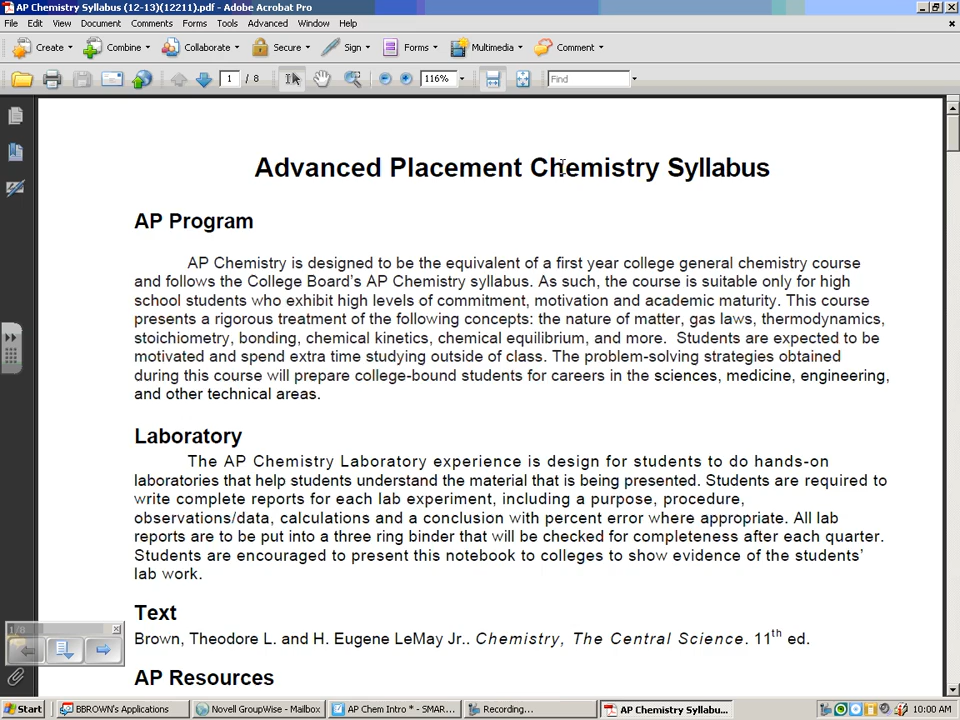 AP Chemistry Syllabus (12-13)(12211).pdf - Adobe Acrobat Pro
File Edit View Document Comments Forms Tools Advanced Window Help
Create Combine Collaborate Secure Sign Forms Multimedia Comment
1 / 8 116% Find
Advanced Placement Chemistry Syllabus
AP Program
AP Chemistry is designed to be the equivalent of a first year college general chemistry course
and follows the College Board's AP Chemistry syllabus. As such, the course is suitable only for high
school students who exhibit high levels of commitment, motivation and academic maturity. This course
presents a rigorous treatment of the following concepts: the nature of matter, gas laws, thermodynamics,
stoichiometry, bonding, chemical kinetics, chemical equilibrium, and more. Students are expected to be
motivated and spend extra time studying outside of class. The problem-solving strategies obtained
during this course will prepare college-bound students for careers in the sciences, medicine, engineering,
and other technical areas.
Laboratory
The AP Chemistry Laboratory experience is design for students to do hands-on
laboratories that help students understand the material that is being presented. Students are required to
write complete reports for each lab experiment, including a purpose, procedure,
observations/data, calculations and a conclusion with percent error where appropriate. All lab
reports are to be put into a three ring binder that will be checked for completeness after each quarter.
Students are encouraged to present this notebook to colleges to show evidence of the students'
lab work.
Text
Brown, Theodore L. and H. Eugene LeMay Jr.. Chemistry, The Central Science. 11th ed.
AP Resources
1/8
Start BBROWN's Applications Novell GroupWise - Mailbox AP Chem Intro * - SMAR... Recording... AP Chemistry Syllabu... 10:00 AM